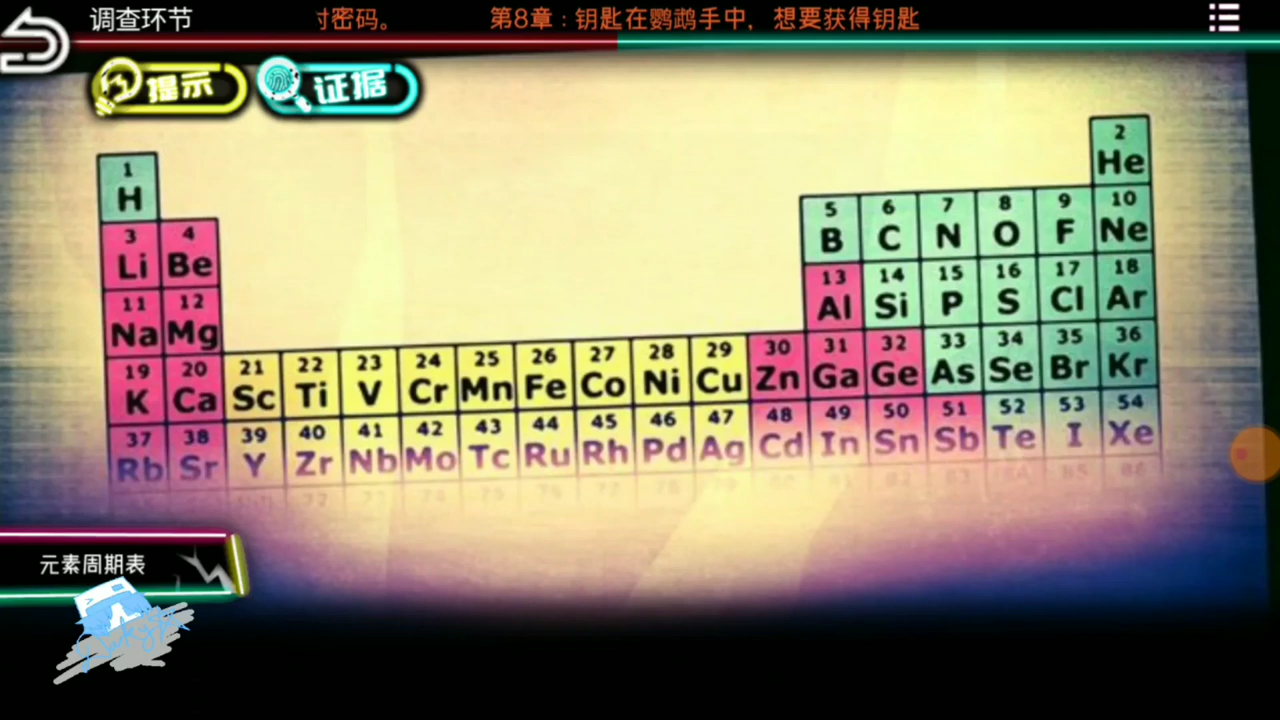 调查环节
对密码。 第8章：钥匙在鹦鹉手中，想要获得钥匙
提示 证据
1 2
H He
3 4 5 6 7 8 9 10
Li Be B C N O F Ne
11 12 13 14 15 16 17 18
Na Mg Al Si P S Cl Ar
19 20 21 22 23 24 25 26 27 28 29 30 31 32 33 34 35 36
K Ca Sc Ti V Cr Mn Fe Co Ni Cu Zn Ga Ge As Se Br Kr
37 38 39 40 41 42 43 44 45 46 47 48 49 50 51 52 53 54
Rb Sr Y Zr Nb Mo Tc Ru Rh Pd Ag Cd In Sn Sb Te I Xe
元素周期表